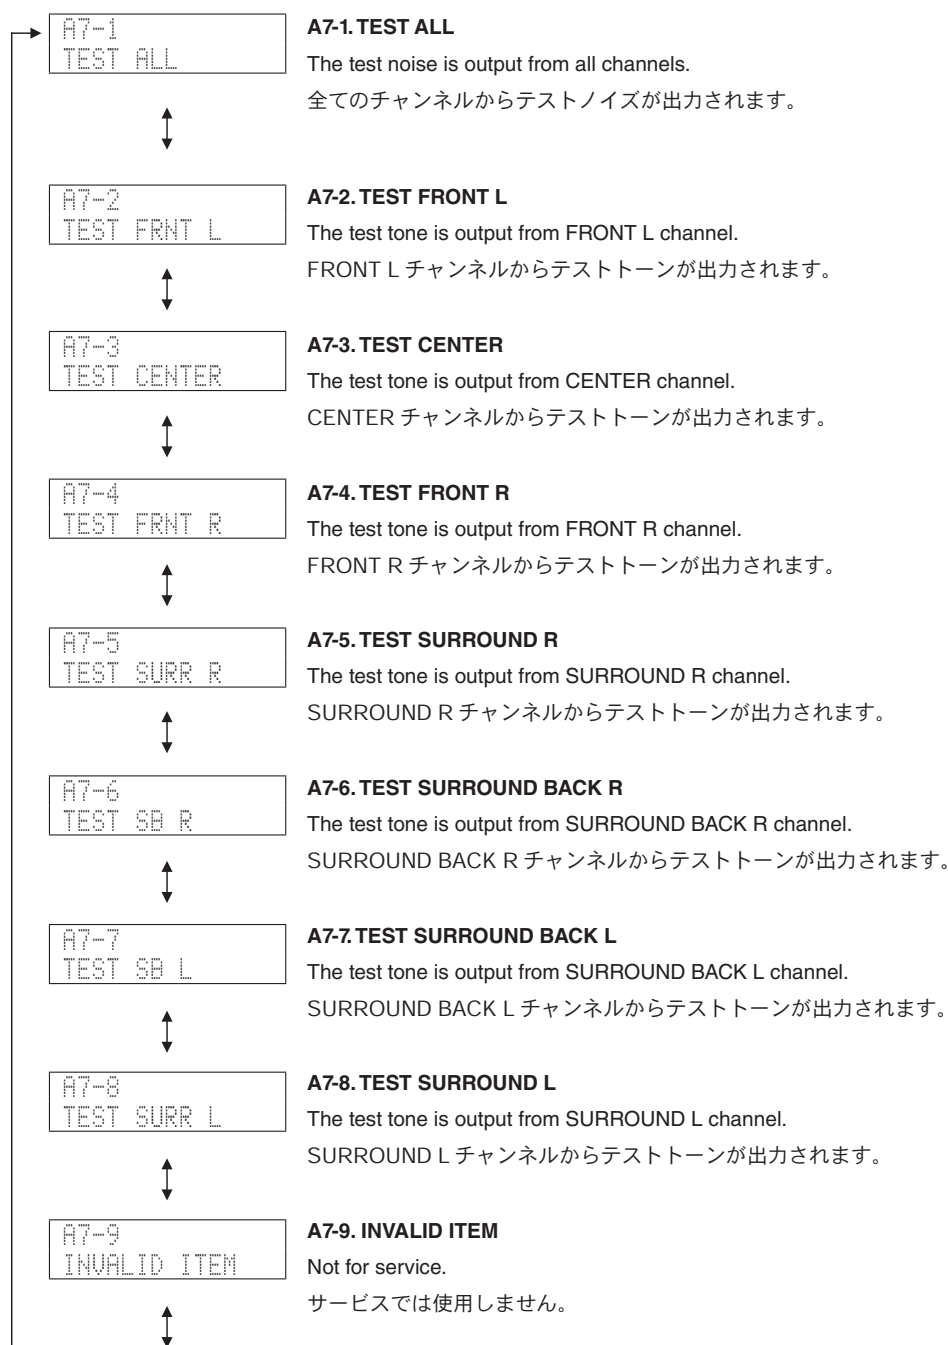 A7-1
TEST ALL
A7-1. TEST ALL
The test noise is output from all channels.
全てのチャンネルからテストノイズが出力されます。
A7-2
TEST FRNT L
A7-2. TEST FRONT L
The test tone is output from FRONT L channel.
FRONT L チャンネルからテストトーンが出力されます。
A7-3
TEST CENTER
A7-3. TEST CENTER
The test tone is output from CENTER channel.
CENTER チャンネルからテストトーンが出力されます。
A7-4
TEST FRNT R
A7-4. TEST FRONT R
The test tone is output from FRONT R channel.
FRONT R チャンネルからテストトーンが出力されます。
A7-5
TEST SURR R
A7-5. TEST SURROUND R
The test tone is output from SURROUND R channel.
SURROUND R チャンネルからテストトーンが出力されます。
A7-6
TEST SB R
A7-6. TEST SURROUND BACK R
The test tone is output from SURROUND BACK R channel.
SURROUND BACK R チャンネルからテストトーンが出力されます。
A7-7
TEST SB L
A7-7. TEST SURROUND BACK L
The test tone is output from SURROUND BACK L channel.
SURROUND BACK L チャンネルからテストトーンが出力されます。
A7-8
TEST SURR L
A7-8. TEST SURROUND L
The test tone is output from SURROUND L channel.
SURROUND L チャンネルからテストトーンが出力されます。
A7-9
INVALID ITEM
A7-9. INVALID ITEM
Not for service.
サービスでは使用しません。